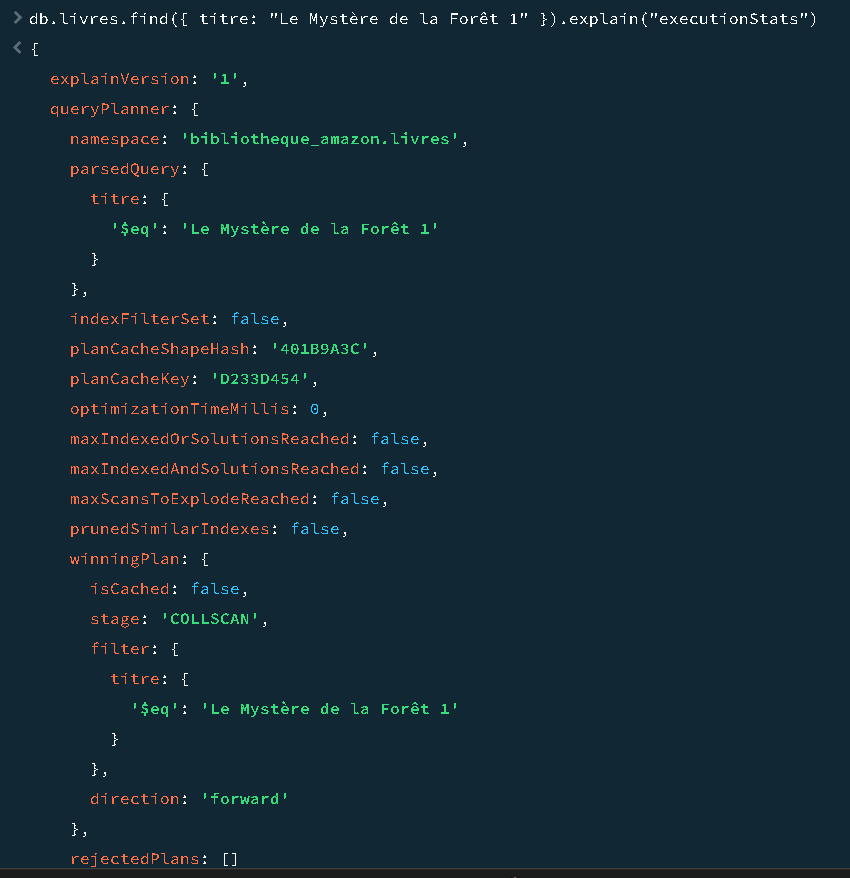 db.livres.find({ titre: "Le Mystère de la Forêt 1" }).explain("executionStats")
{
explainVersion: '1',
queryPlanner: {
namespace: 'bibliotheque_amazon.livres',
parsedQuery: {
titre: {
'$eq': 'Le Mystère de la Forêt 1'
}
},
indexFilterSet: false,
planCacheShapeHash: '401B9A3C',
planCacheKey: 'D233D454',
optimizationTimeMillis: 0,
maxIndexedOrSolutionsReached: false,
maxIndexedAndSolutionsReached: false,
maxScansToExplodeReached: false,
prunedSimilarIndexes: false,
winningPlan: {
isCached: false,
stage: 'COLLSCAN',
filter: {
titre: {
'$eq': 'Le Mystère de la Forêt 1'
}
},
direction: 'forward'
},
rejectedPlans: []